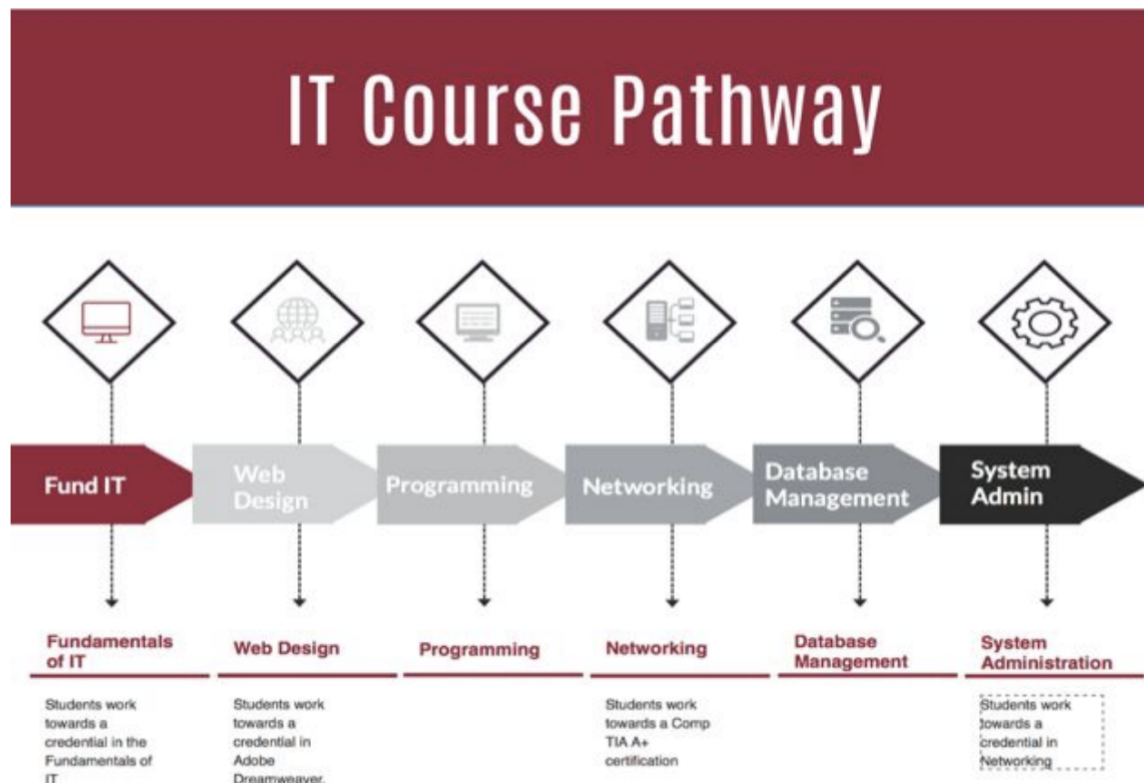 IT Course Pathway
Fund IT
Web
Design
Programming
Networking
Database
Management
System
Admin
Fundamentals
of IT
Students work
towards a
credential in the
Fundamentals of
IT
Web Design
Students work
towards a
credential in
Adobe
Dreamweaver.
Programming
Networking
Students work
towards a Comp
TIA A+
certification
Database
Management
System
Administration
Students work
towards a
credential in
Networking